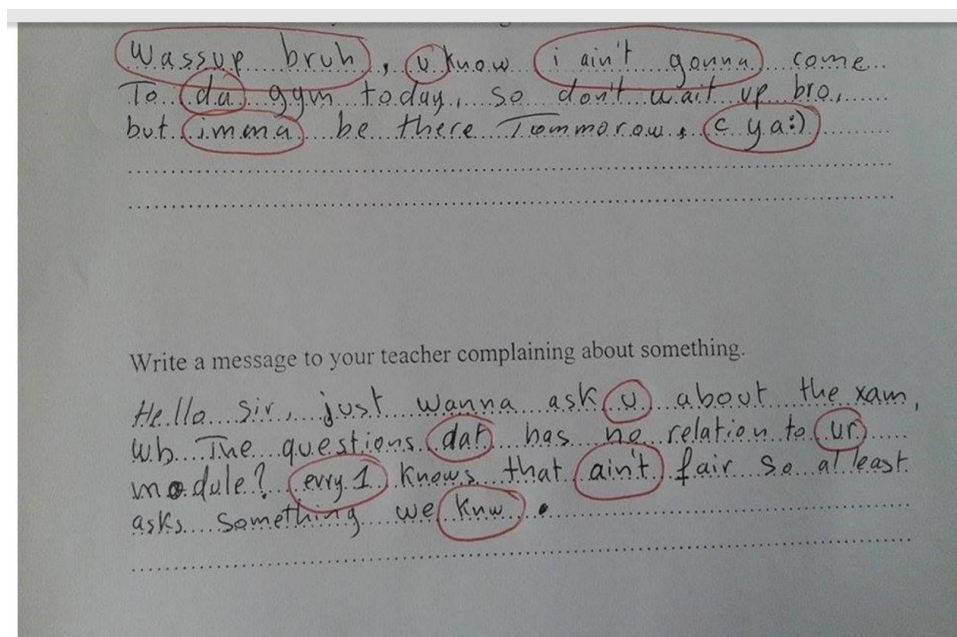 Wassup bruh, u know i ain't gonna come
To da gym today, so don't wait up bro,
but imma be there Tommorow, c ya:)
Write a message to your teacher complaining about something.
Hello sir, just wanna ask u about the xam,
wb The questions dat has no relation to ur
module? evry 1 knows that ain't fair so at least
asks something we knw.